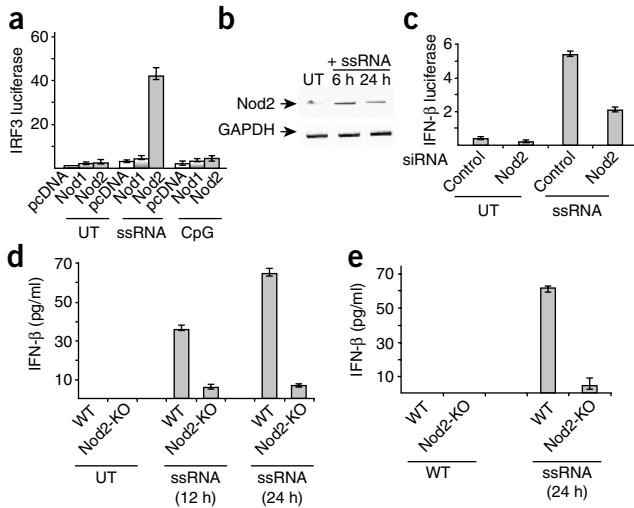 a
IRF3 luciferase
60
40
20
pcDNA Nod1 Nod2 pcDNA Nod1 Nod2 pcDNA Nod1 Nod2
UT ssRNA CpG
b
+ ssRNA
UT 6 h 24 h
Nod2
GAPDH
c
IFN-β luciferase
6
4
2
siRNA Control Nod2 Control Nod2
UT ssRNA
d
IFN-β (pg/ml)
70
50
30
10
WT Nod2-KO WT Nod2-KO WT Nod2-KO
UT ssRNA ssRNA
(12 h) (24 h)
e
IFN-β (pg/ml)
70
50
30
10
WT Nod2-KO WT Nod2-KO
WT ssRNA
(24 h)